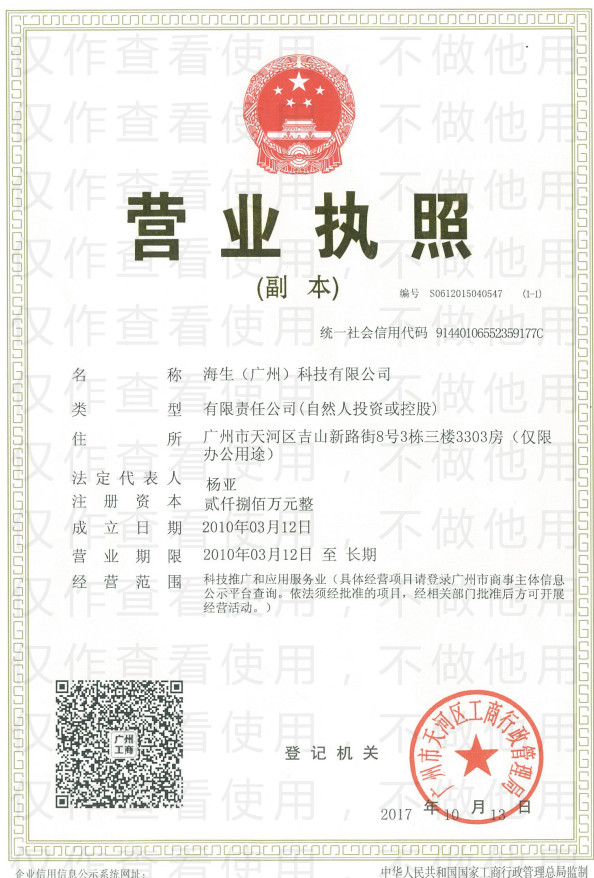 营业执照
(副 本)
编号 S0612015040547 (1-1)
统一社会信用代码 91440106552359177C
名 称 海生（广州）科技有限公司
类 型 有限责任公司(自然人投资或控股)
住 所 广州市天河区吉山新路街8号3栋三楼3303房（仅限
办公用途）
法定代表人 杨亚
注册资本 贰仟捌佰万元整
成立日期 2010年03月12日
营业期限 2010年03月12日 至 长期
经营范围 科技推广和应用服务业（具体经营项目请登录广州市商事主体信息
公示平台查询。依法须经批准的项目，经相关部门批准后方可开展
经营活动。）
广州
工商
登记机关
广州市天河区工商行政管理局
2017 年 10 月 13 日
企业信用信息公示系统网址：
中华人民共和国国家工商行政管理总局监制
仅作查看使用，不做他用